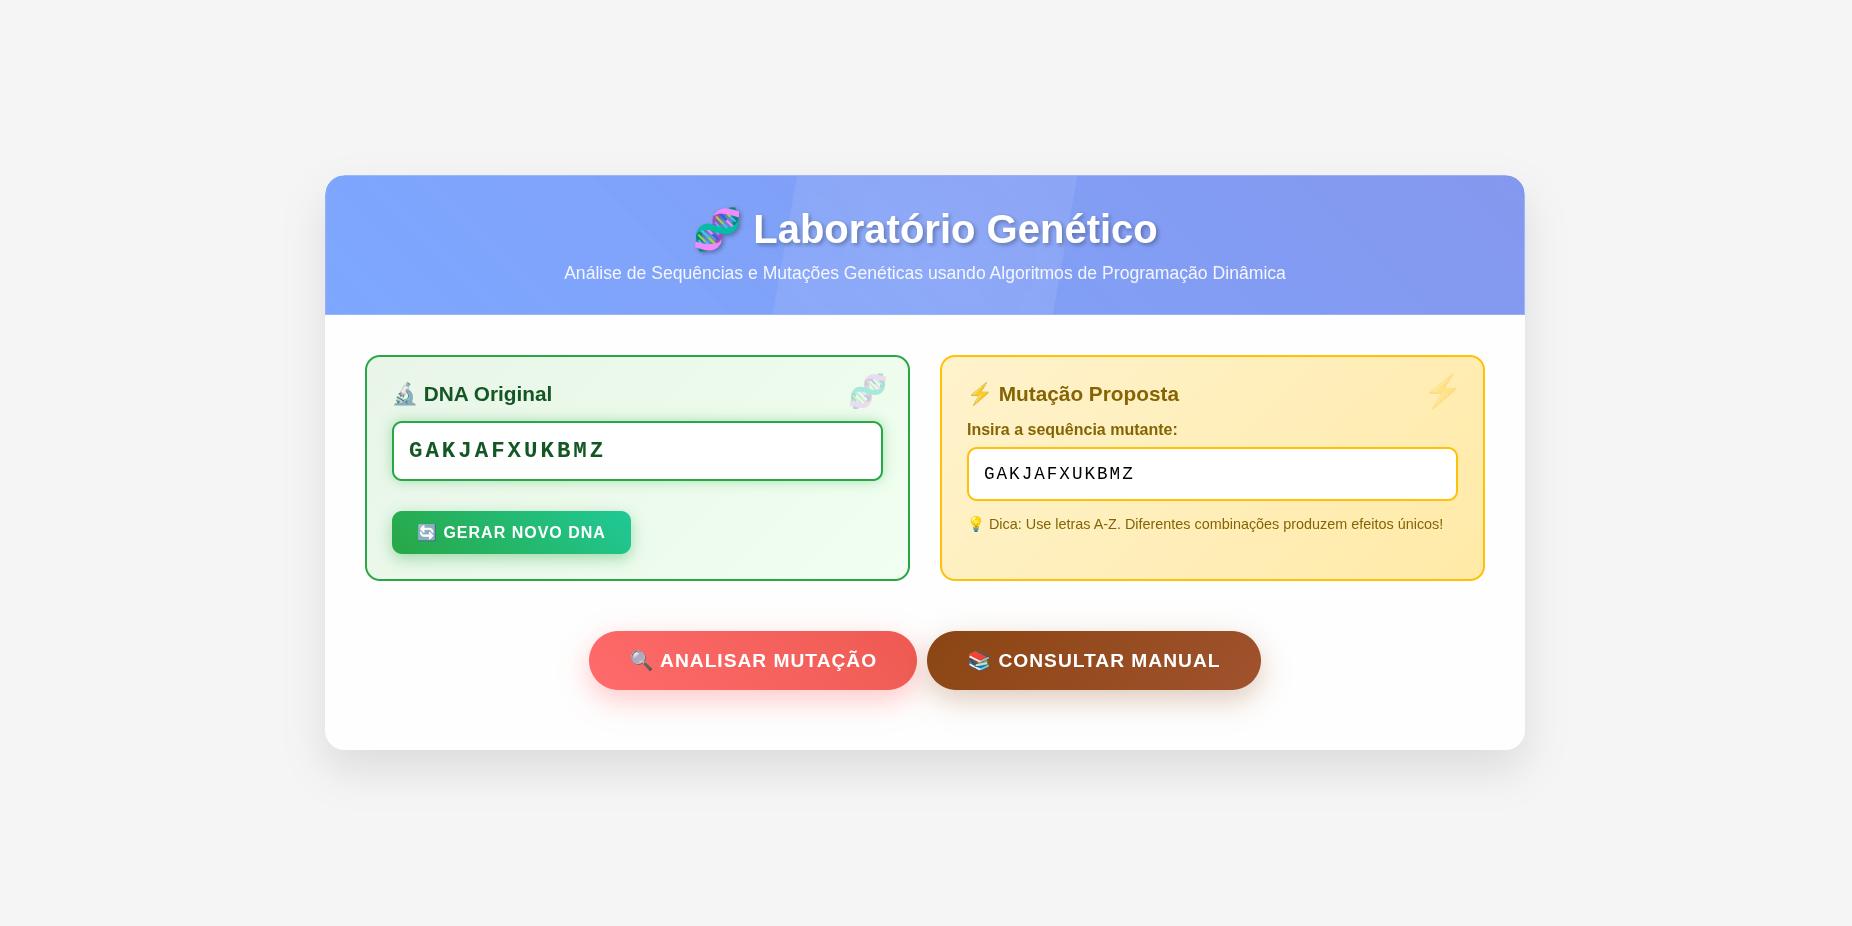 🧬 Laboratório Genético
Análise de Sequências e Mutações Genéticas usando Algoritmos de Programação Dinâmica
🔬 DNA Original
GAKJAFXUKBMZ
🔄 GERAR NOVO DNA
⚡ Mutação Proposta
Insira a sequência mutante:
GAKJAFXUKBMZ
💡 Dica: Use letras A-Z. Diferentes combinações produzem efeitos únicos!
🔍 ANALISAR MUTAÇÃO
📚 CONSULTAR MANUAL